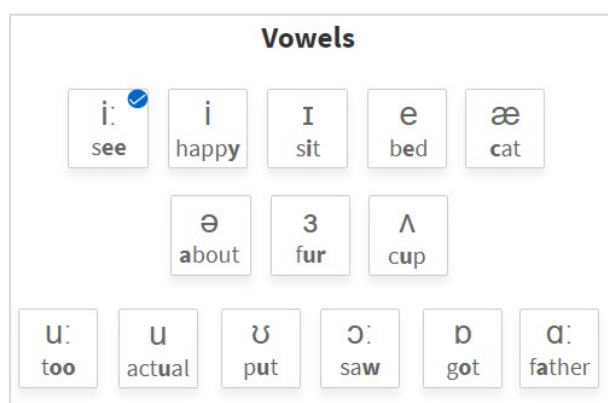 Vowels
iː i ɪ e æ
see happy sit bed cat
ə ɜ ʌ
about fur cup
uː u ʊ ɔː ɒ ɑː
too actual put saw got father